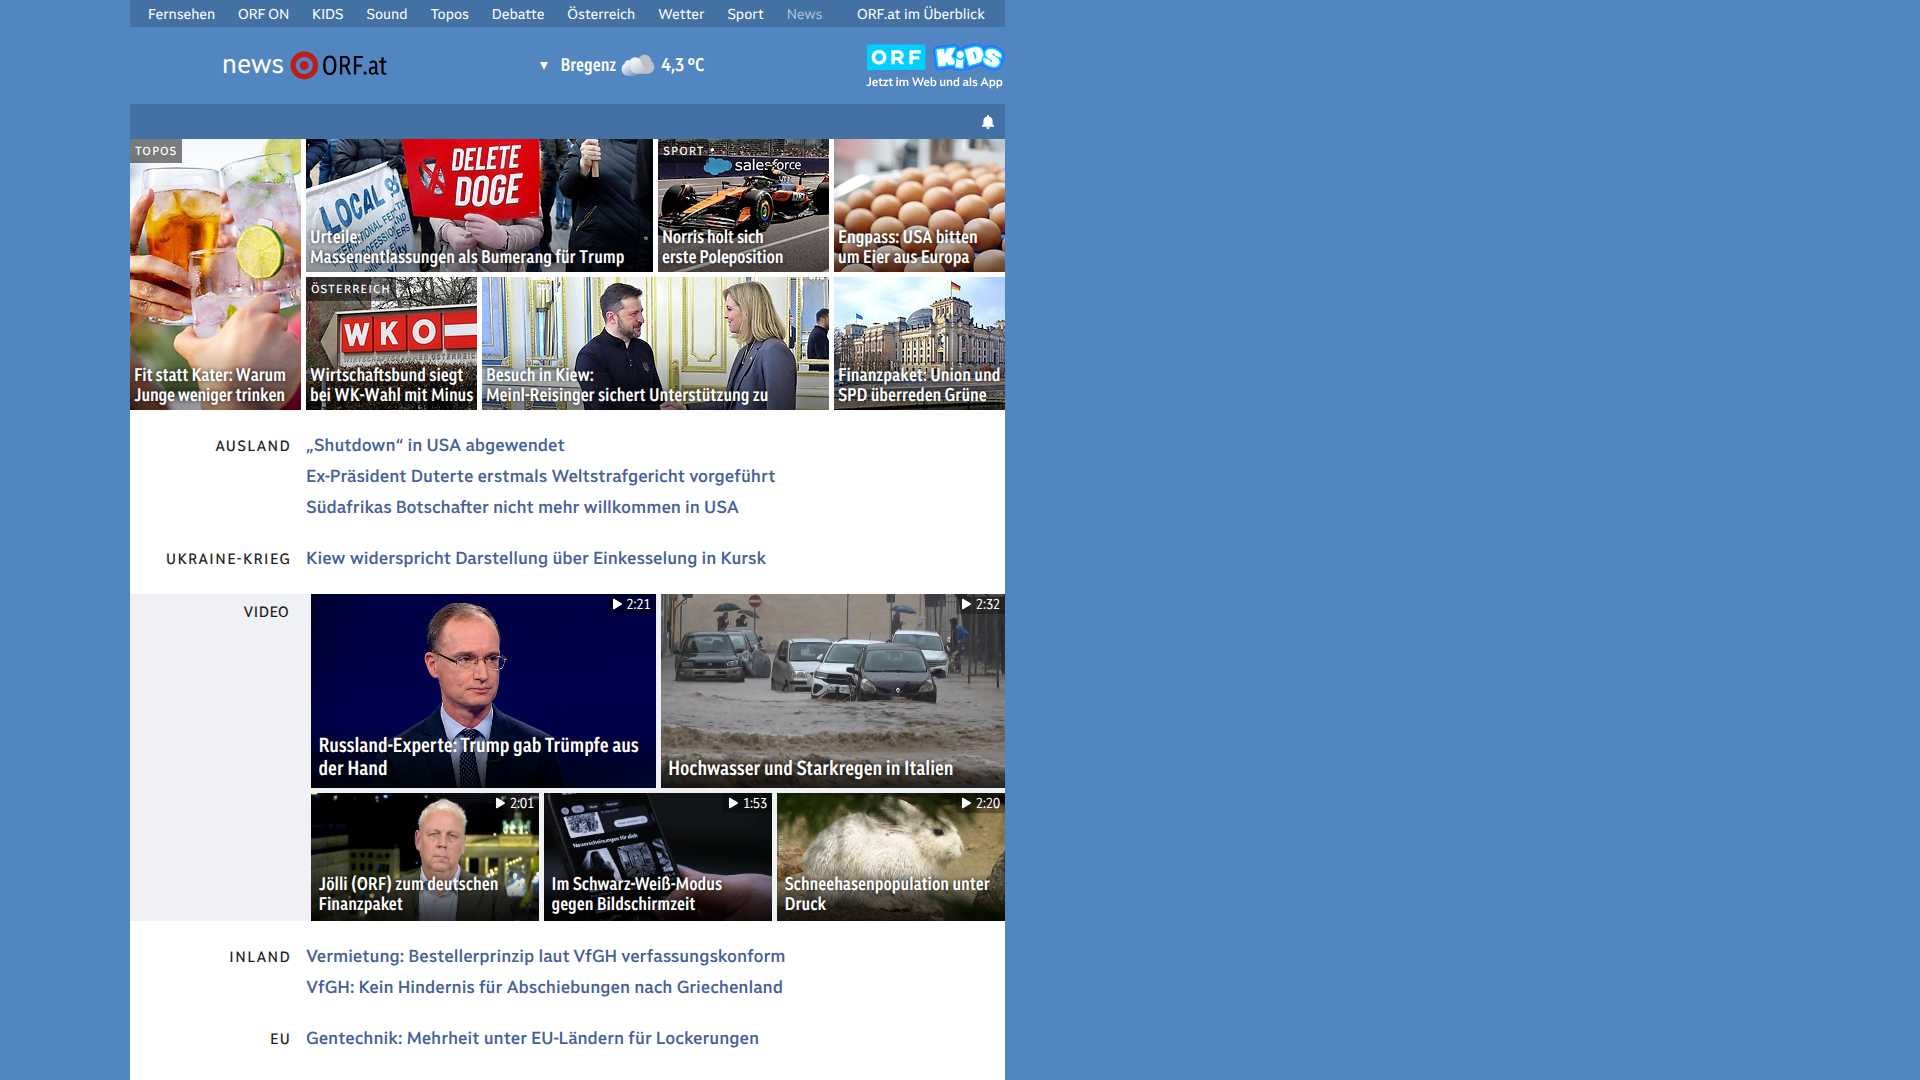 Fernsehen ORF ON KIDS Sound Topos Debatte Österreich Wetter Sport News ORF.at im Überblick
news ORF.at
▼ Bregenz 4,3 °C
ORF KiDS
Jetzt im Web und als App
TOPOS
Fit statt Kater: Warum
Junge weniger trinken
DELETE
DOGE
LOCAL
Urteile:
Massenentlassungen als Bumerang für Trump
SPORT
salesforce
Norris holt sich
erste Poleposition
Engpass: USA bitten
um Eier aus Europa
ÖSTERREICH
WKO
Wirtschaftsbund siegt
bei WK-Wahl mit Minus
Besuch in Kiew:
Meinl-Reisinger sichert Unterstützung zu
Finanzpaket: Union und
SPD überreden Grüne
AUSLAND
„Shutdown“ in USA abgewendet
Ex-Präsident Duterte erstmals Weltstrafgericht vorgeführt
Südafrikas Botschafter nicht mehr willkommen in USA
UKRAINE-KRIEG
Kiew widerspricht Darstellung über Einkesselung in Kursk
VIDEO
2:21
Russland-Experte: Trump gab Trümpfe aus
der Hand
2:32
Hochwasser und Starkregen in Italien
2:01
Jölli (ORF) zum deutschen
Finanzpaket
1:53
Neuerscheinungen für dich
Im Schwarz-Weiß-Modus
gegen Bildschirmzeit
2:20
Schneehasenpopulation unter
Druck
INLAND
Vermietung: Bestellerprinzip laut VfGH verfassungskonform
VfGH: Kein Hindernis für Abschiebungen nach Griechenland
EU
Gentechnik: Mehrheit unter EU-Ländern für Lockerungen